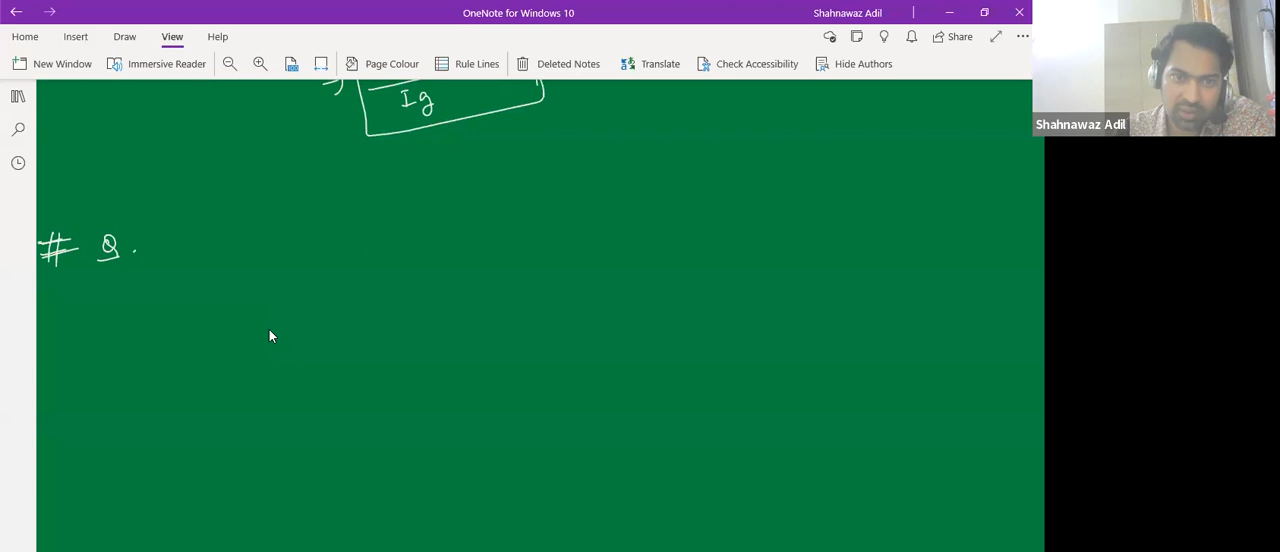 OneNote for Windows 10
Shahnawaz Adil
Home Insert Draw View Help
Share
New Window Immersive Reader Page Colour Rule Lines Deleted Notes Translate Check Accessibility Hide Authors
Ig
Shahnawaz Adil
# Q.